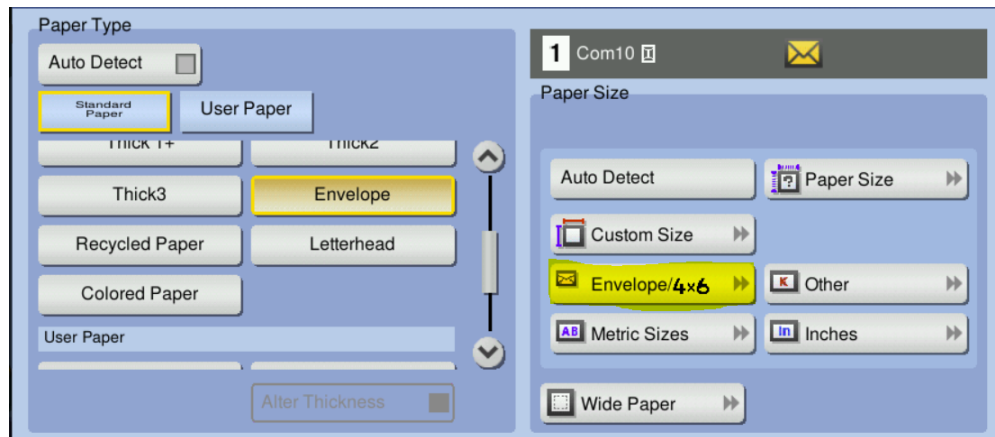 Paper Type
Auto Detect
Standard Paper
User Paper
Thick 1+
Thick2
Thick3
Envelope
Recycled Paper
Letterhead
Colored Paper
User Paper
Alter Thickness
1 Com10
Paper Size
Auto Detect
? Paper Size
Custom Size
Envelope/4x6
K Other
AB Metric Sizes
In Inches
Wide Paper